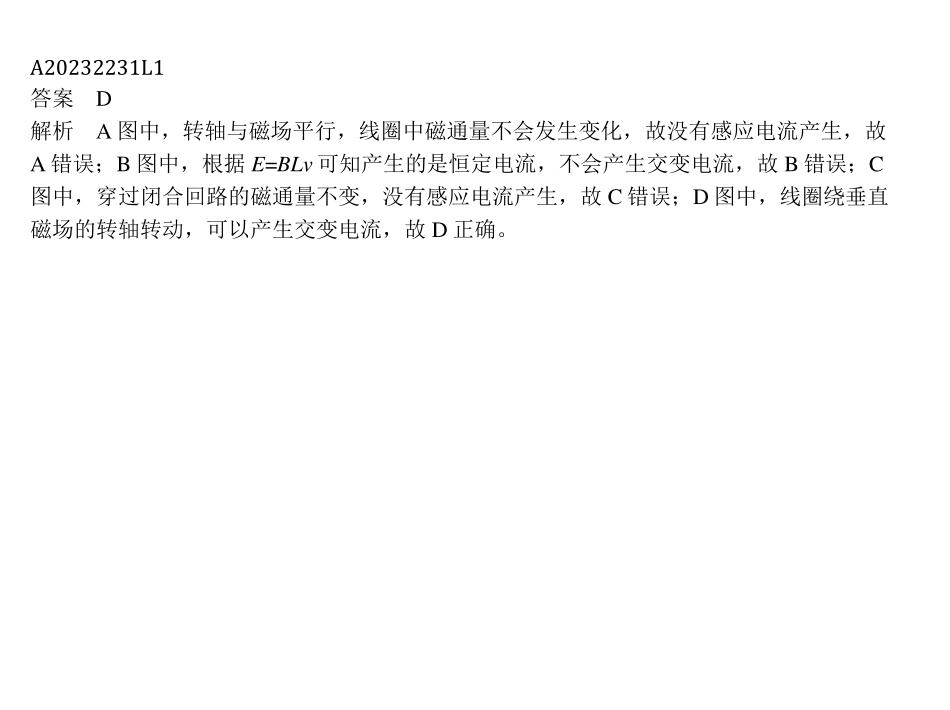 A20232231L1
答案　D
解析　A 图中，转轴与磁场平行，线圈中磁通量不会发生变化，故没有感应电流产生，故
A 错误；B 图中，根据 E=BLv 可知产生的是恒定电流，不会产生交变电流，故 B 错误；C
图中，穿过闭合回路的磁通量不变，没有感应电流产生，故 C 错误；D 图中，线圈绕垂直
磁场的转轴转动，可以产生交变电流，故 D 正确。